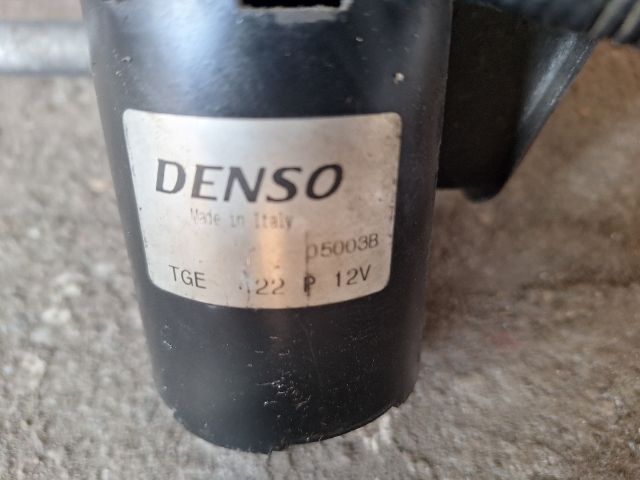 DENSO
Made in Italy
05003B
TGE 22 P 12V